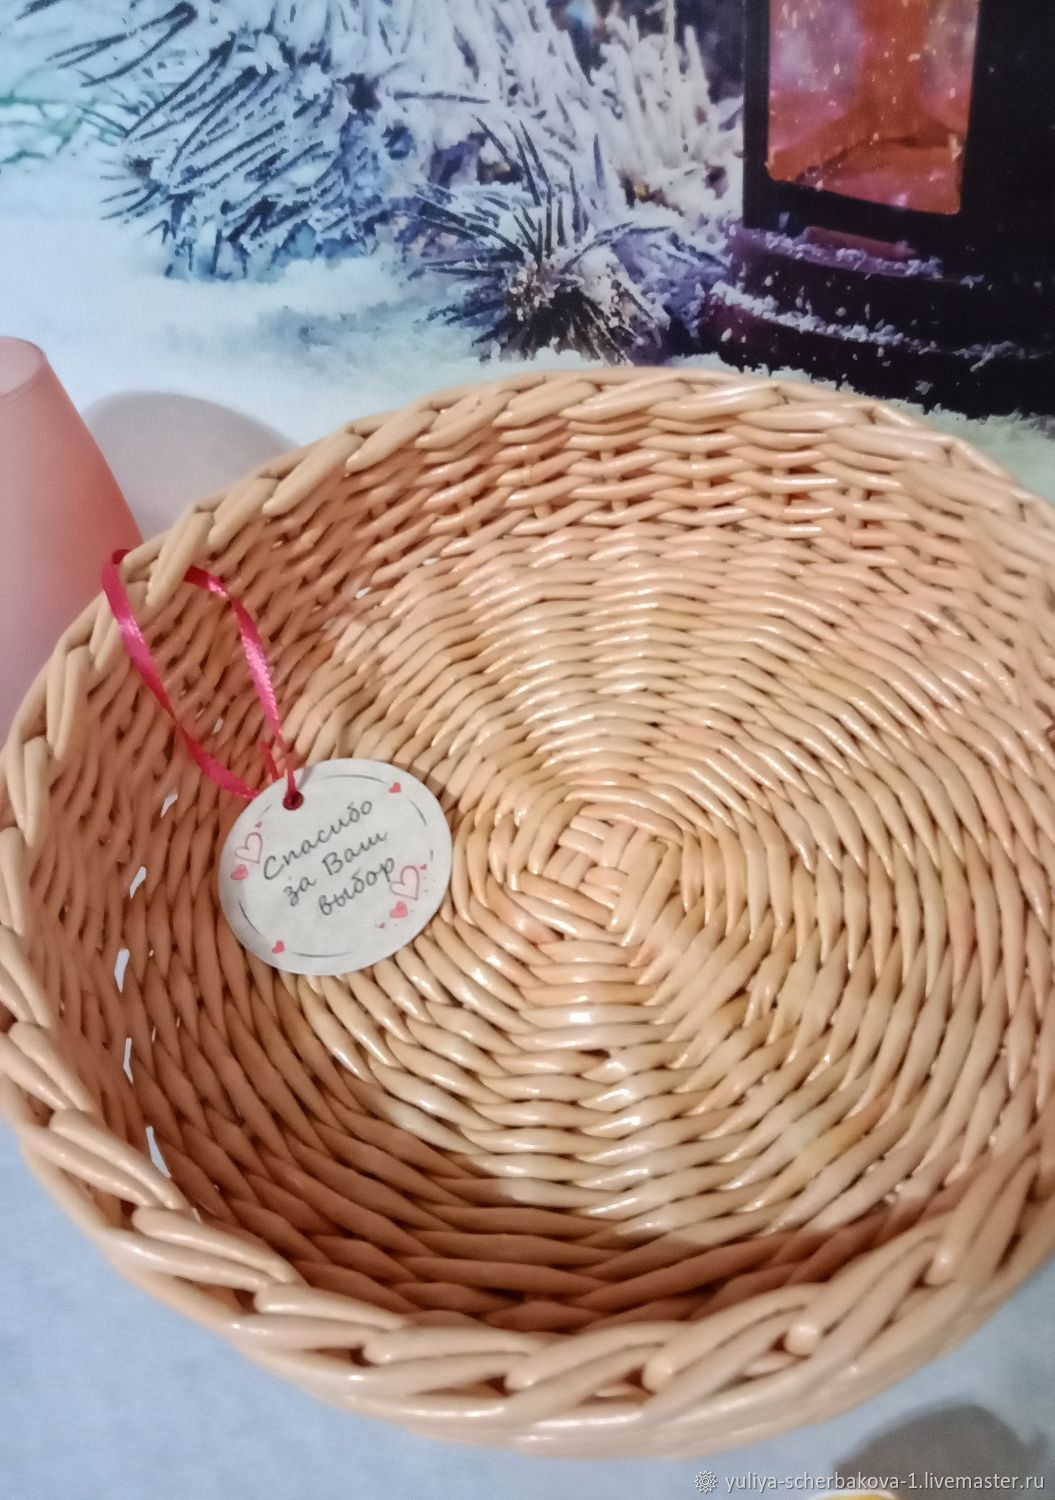 Спасибо
за Ваш
выбор
yuliya-scherbakova-1.livemaster.ru